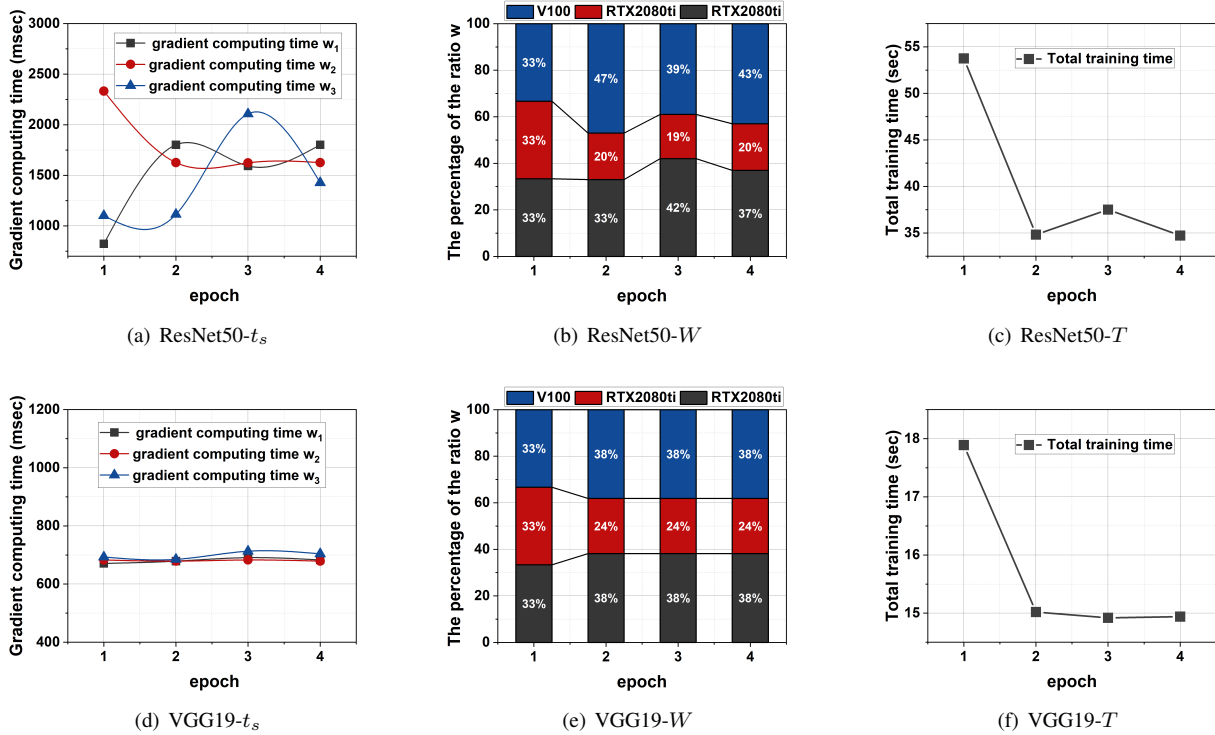 Gradient computing time (msec)
3000
2500
2000
1500
1000
gradient computing time w1
gradient computing time w2
gradient computing time w3
1 2 3 4
epoch
(a) ResNet50-ts
V100 RTX2080ti RTX2080ti
The percentage of the ratio w
100
80
60
40
20
0
33% 47% 39% 43%
33% 20% 19% 20%
33% 33% 42% 37%
1 2 3 4
epoch
(b) ResNet50-W
Total training time (sec)
55
50
45
40
35
Total training time
1 2 3 4
epoch
(c) ResNet50-T
Gradient computing time (msec)
1200
1000
800
600
400
gradient computing time w1
gradient computing time w2
gradient computing time w3
1 2 3 4
epoch
(d) VGG19-ts
V100 RTX2080ti RTX2080ti
The percentage of the ratio w
100
80
60
40
20
0
33% 38% 38% 38%
33% 24% 24% 24%
33% 38% 38% 38%
1 2 3 4
epoch
(e) VGG19-W
Total training time (sec)
18
17
16
15
Total training time
1 2 3 4
epoch
(f) VGG19-T